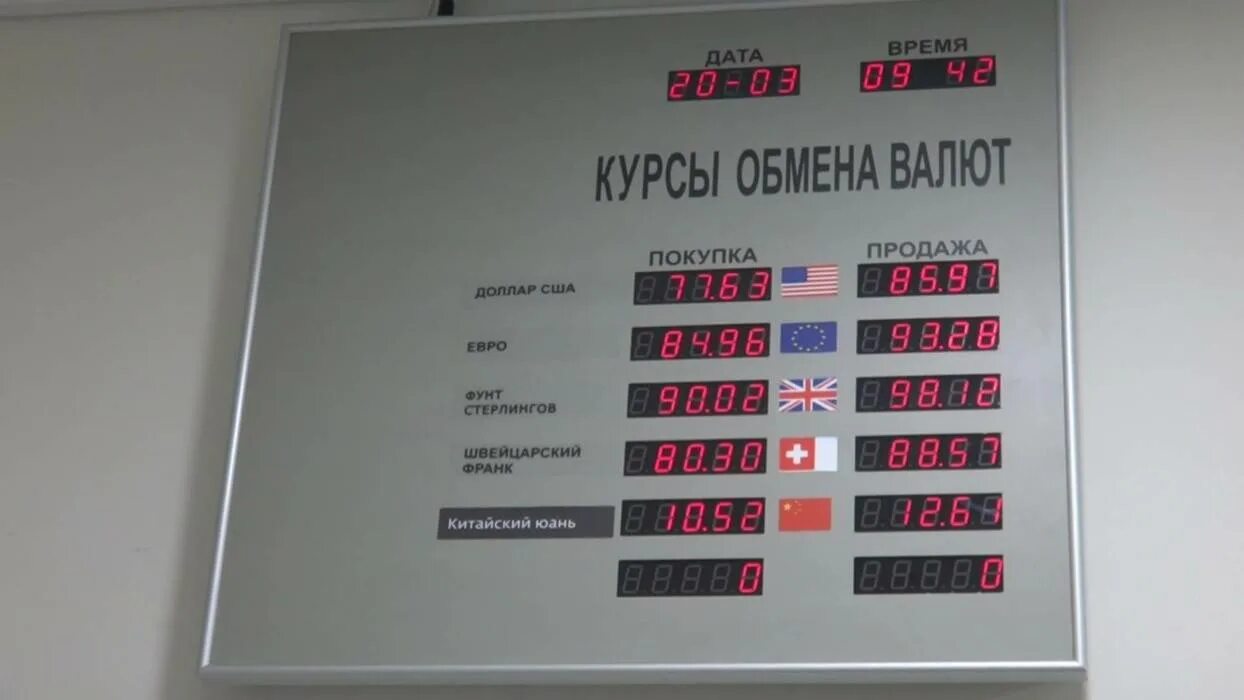 ДАТА ВРЕМЯ
20-03 09 42
КУРСЫ ОБМЕНА ВАЛЮТ
ПОКУПКА ПРОДАЖА
ДОЛЛАР США 77.63 85.97
ЕВРО 84.96 93.28
ФУНТ
СТЕРЛИНГОВ 90.02 98.12
ШВЕЙЦАРСКИЙ
ФРАНК 80.30 88.57
Китайский юань 10.52 12.61
0 0